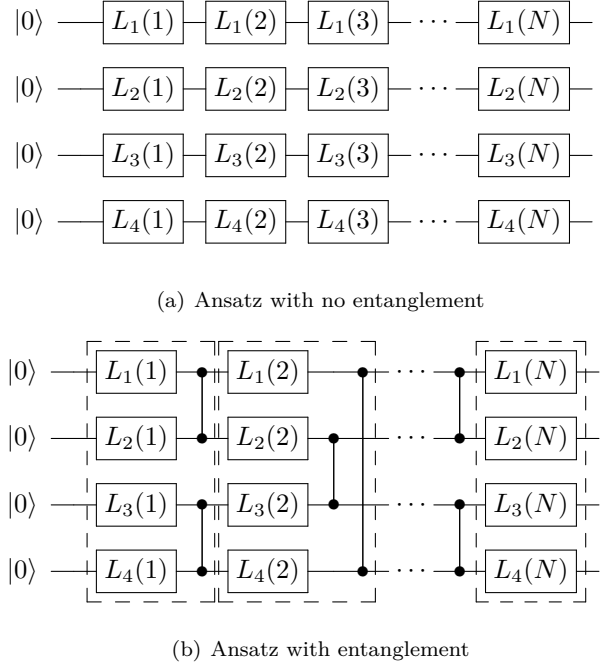 |0⟩ L₁(1) L₁(2) L₁(3) ··· L₁(N)
|0⟩ L₂(1) L₂(2) L₂(3) ··· L₂(N)
|0⟩ L₃(1) L₃(2) L₃(3) ··· L₃(N)
|0⟩ L₄(1) L₄(2) L₄(3) ··· L₄(N)
(a) Ansatz with no entanglement
|0⟩ L₁(1) L₁(2) ··· L₁(N)
|0⟩ L₂(1) L₂(2) ··· L₂(N)
|0⟩ L₃(1) L₃(2) ··· L₃(N)
|0⟩ L₄(1) L₄(2) ··· L₄(N)
(b) Ansatz with entanglement